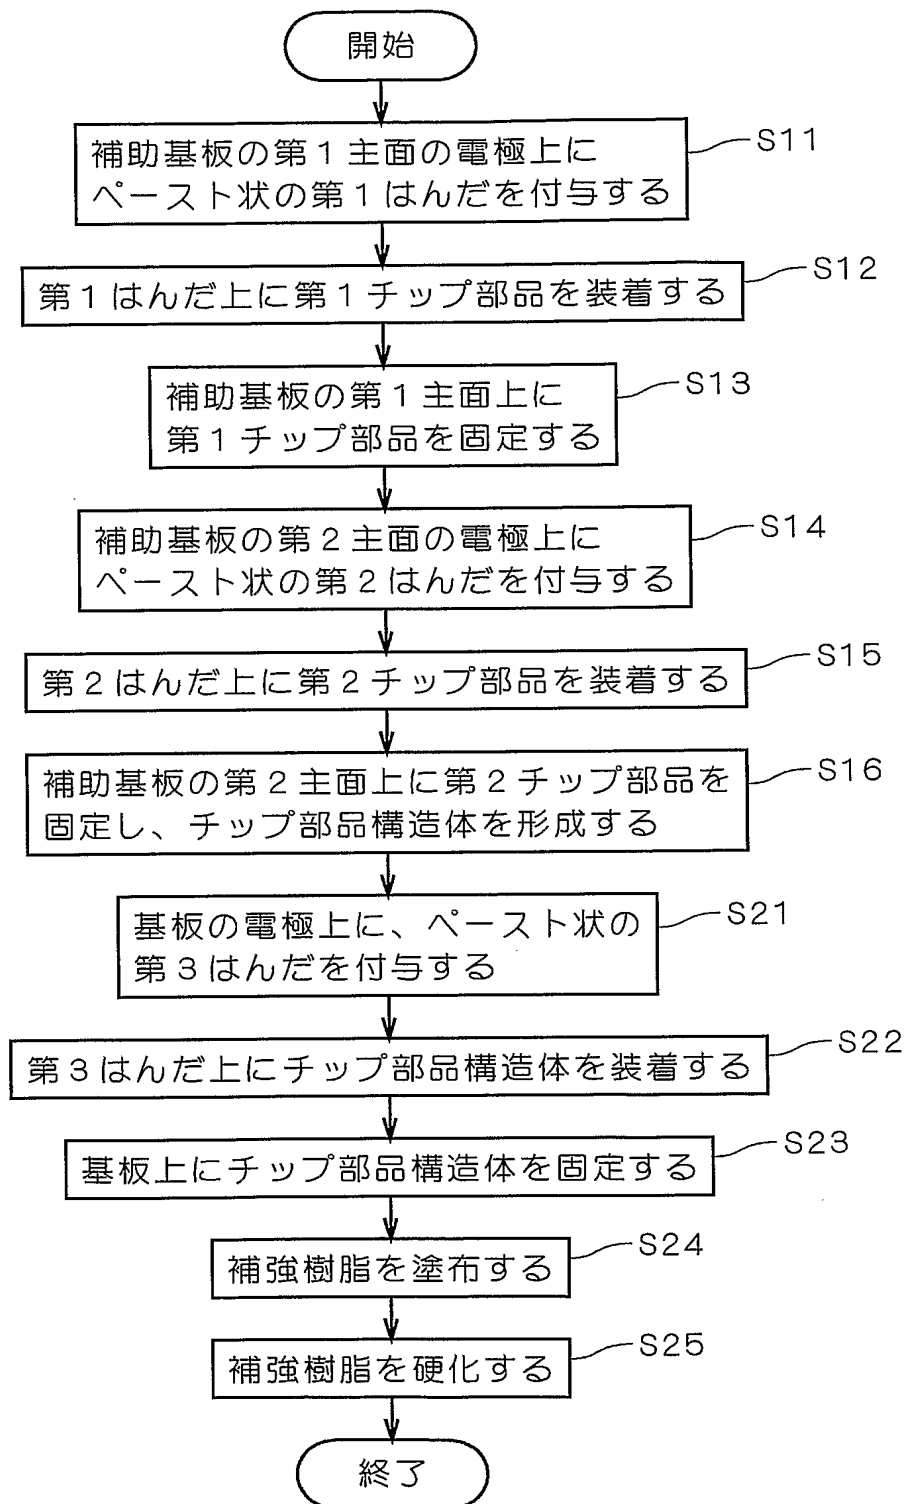 開始
補助基板の第1主面の電極上に
ペースト状の第1はんだを付与する
S11
第1はんだ上に第1チップ部品を装着する
S12
補助基板の第1主面上に
第1チップ部品を固定する
S13
補助基板の第2主面の電極上に
ペースト状の第2はんだを付与する
S14
第2はんだ上に第2チップ部品を装着する
S15
補助基板の第2主面上に第2チップ部品を
固定し、チップ部品構造体を形成する
S16
基板の電極上に、ペースト状の
第3はんだを付与する
S21
第3はんだ上にチップ部品構造体を装着する
S22
基板上にチップ部品構造体を固定する
S23
補強樹脂を塗布する
S24
補強樹脂を硬化する
S25
終了